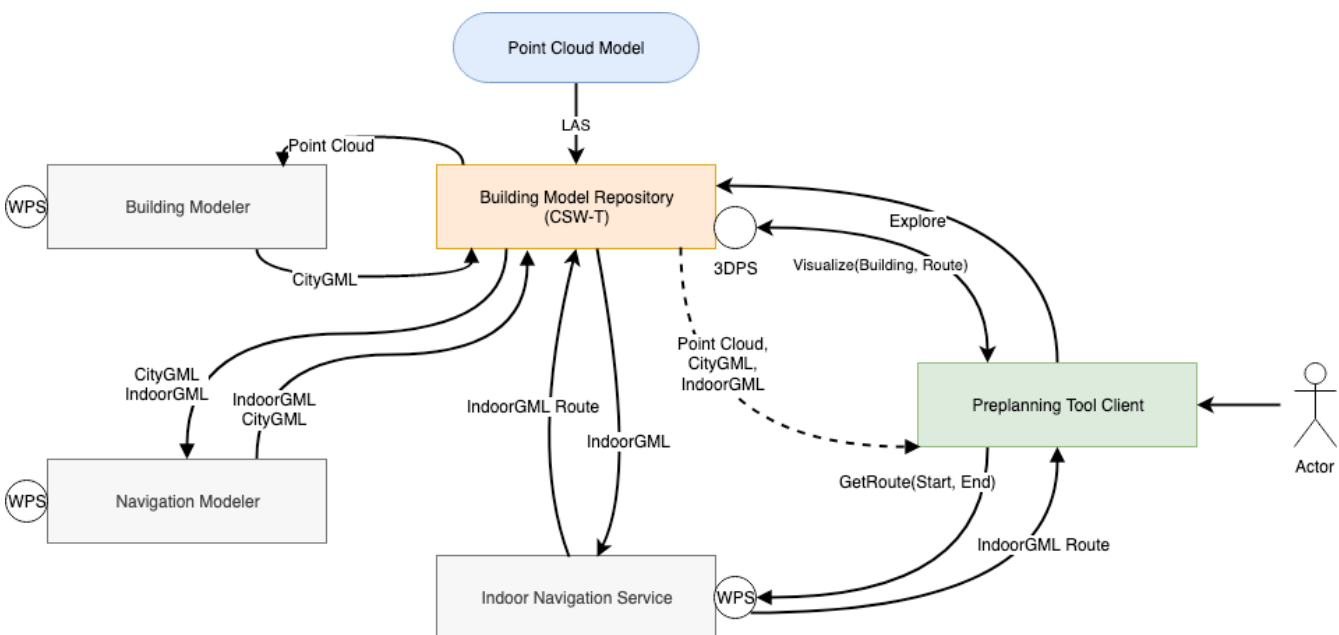 Point Cloud Model
LAS
Point Cloud
WPS
Building Modeler
Building Model Repository
(CSW-T)
Explore
3DPS
Visualize(Building, Route)
CityGML
Point Cloud,
CityGML,
IndoorGML
CityGML
IndoorGML
IndoorGML
CityGML
IndoorGML Route
IndoorGML
Preplanning Tool Client
Actor
WPS
Navigation Modeler
GetRoute(Start, End)
IndoorGML Route
Indoor Navigation Service
WPS